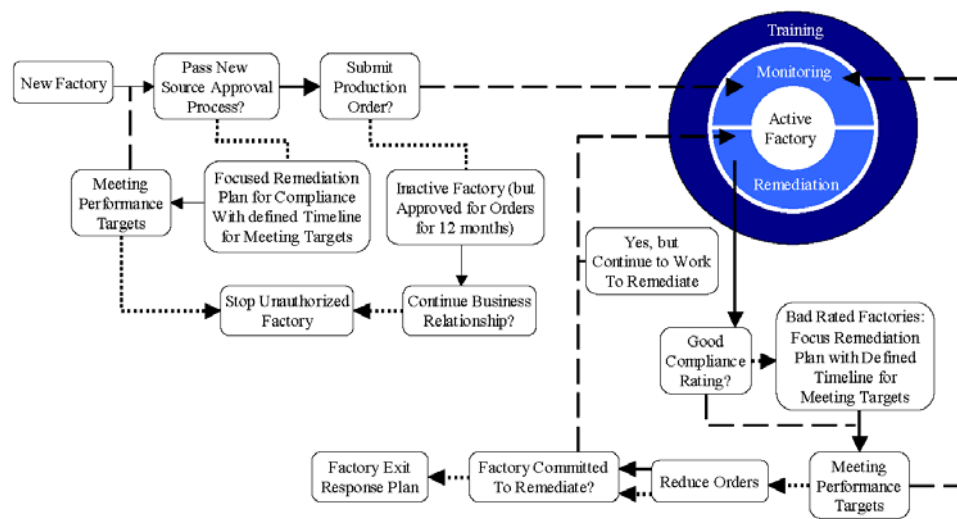 New Factory
Pass New
Source Approval
Process?
Submit
Production
Order?
Training
Monitoring
Active
Factory
Remediation
Meeting
Performance
Targets
Focused Remediation
Plan for Compliance
With defined Timeline
for Meeting Targets
Inactive Factory (but
Approved for Orders
for 12 months)
Stop Unauthorized
Factory
Continue Business
Relationship?
Yes, but
Continue to Work
To Remediate
Good
Compliance
Rating?
Bad Rated Factories:
Focus Remediation
Plan with Defined
Timeline for
Meeting Targets
Factory Exit
Response Plan
Factory Committed
To Remediate?
Reduce Orders
Meeting
Performance
Targets